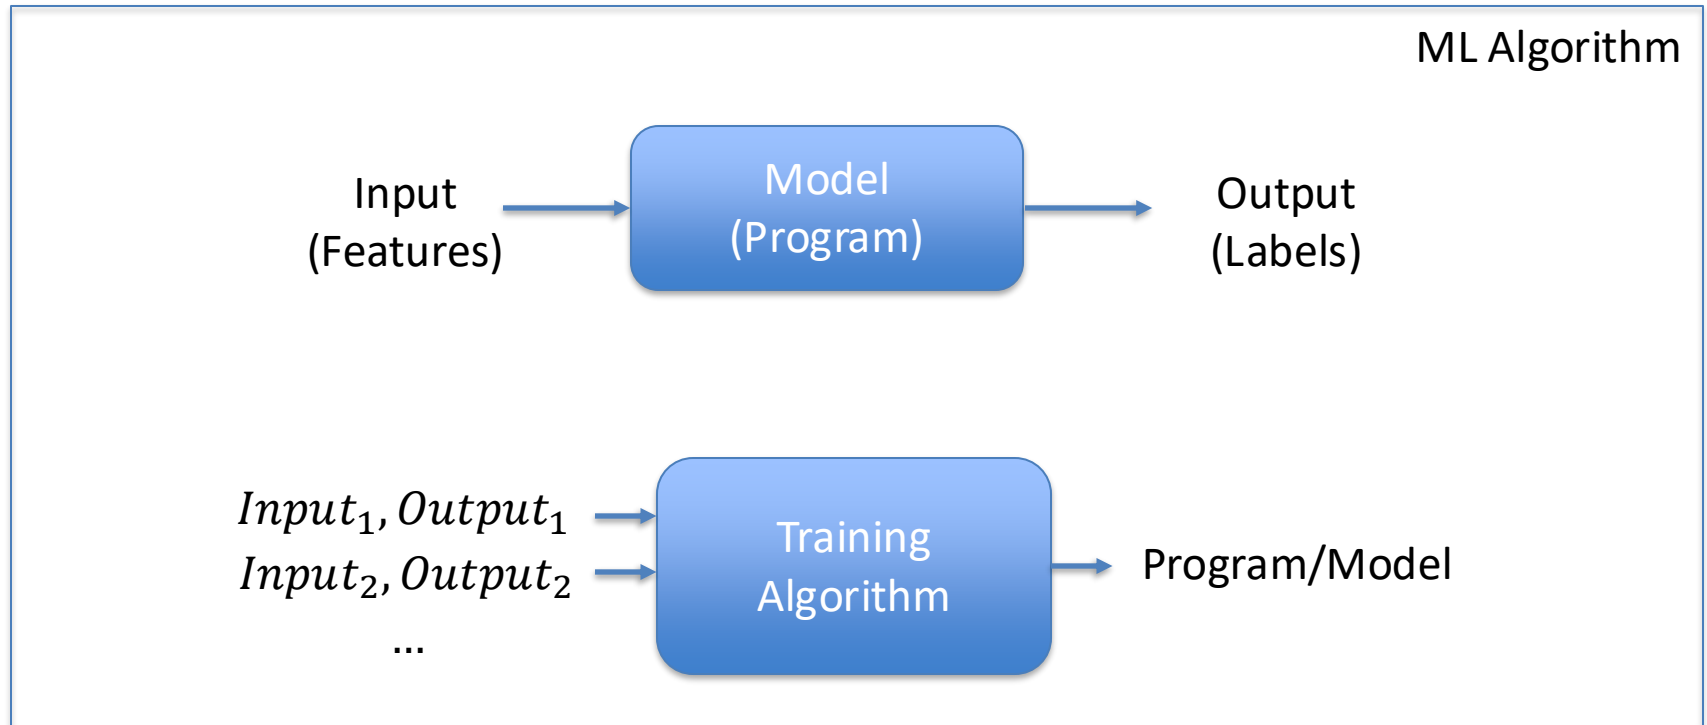 ML Algorithm
Input
(Features)
Model
(Program)
Output
(Labels)
Input₁, Output₁
Input₂, Output₂
...
Training
Algorithm
Program/Model